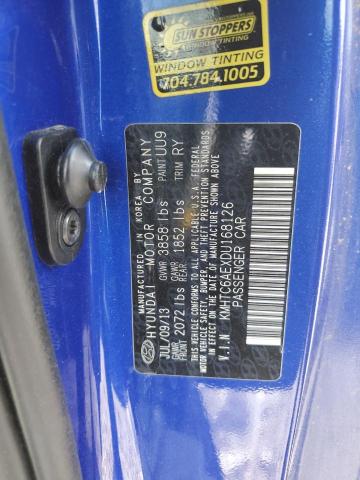 SUN STOPPERS
WINDOW TINTING
WINDOW TINTING
704.784.1005
HYUNDAI MOTOR COMPANY
MADE IN KOREA
JUL/09/13 GVWR 3858 lbs PAINT UU9
GAWR FRONT 2072 lbs GAWR REAR 1852 lbs TRIM RY
THIS VEHICLE CONFORMS TO ALL APPLICABLE U.S.A. FEDERAL
MOTOR VEHICLE SAFETY, BUMPER, AND THEFT PREVENTION STANDARDS
IN EFFECT ON THE DATE OF MANUFACTURE SHOWN ABOVE
V.I.N KMHTC6AEXDU168126
PASSENGER CAR